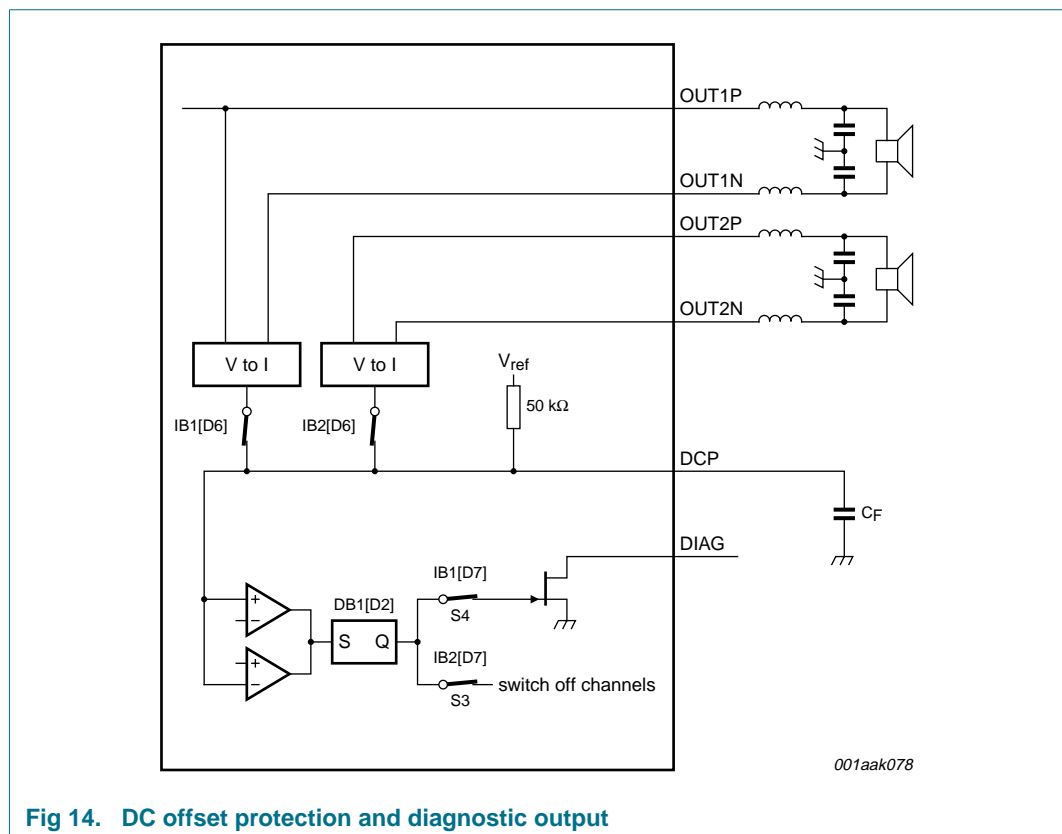 OUT1P
OUT1N
OUT2P
OUT2N
V to I
V to I
Vref
50 kΩ
IB1[D6]
IB2[D6]
DCP
CF
DIAG
IB1[D7]
+
−
DB1[D2]
S4
S Q
IB2[D7]
+
−
switch off channels
S3
001aak078
Fig 14. DC offset protection and diagnostic output